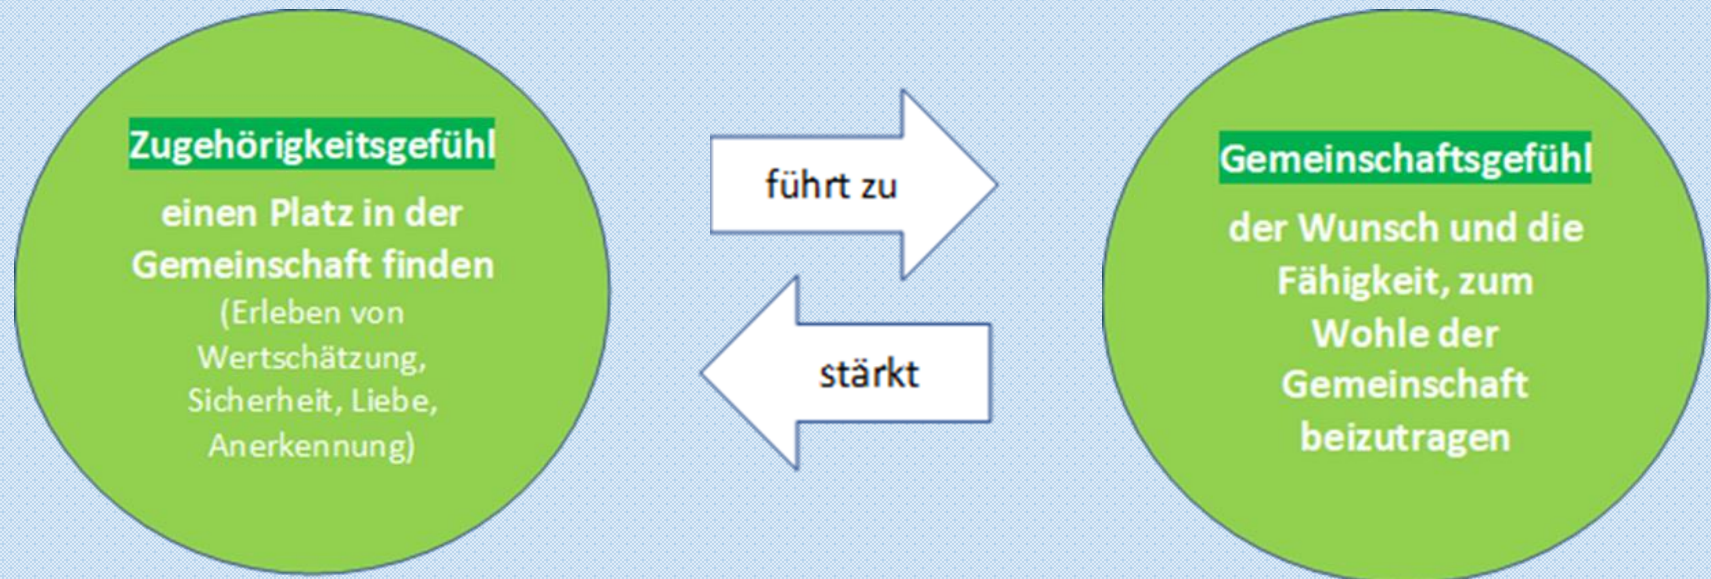 Zugehörigkeitsgefühl
einen Platz in der
Gemeinschaft finden
(Erleben von
Wertschätzung,
Sicherheit, Liebe,
Anerkennung)
führt zu
stärkt
Gemeinschaftsgefühl
der Wunsch und die
Fähigkeit, zum
Wohle der
Gemeinschaft
beizutragen